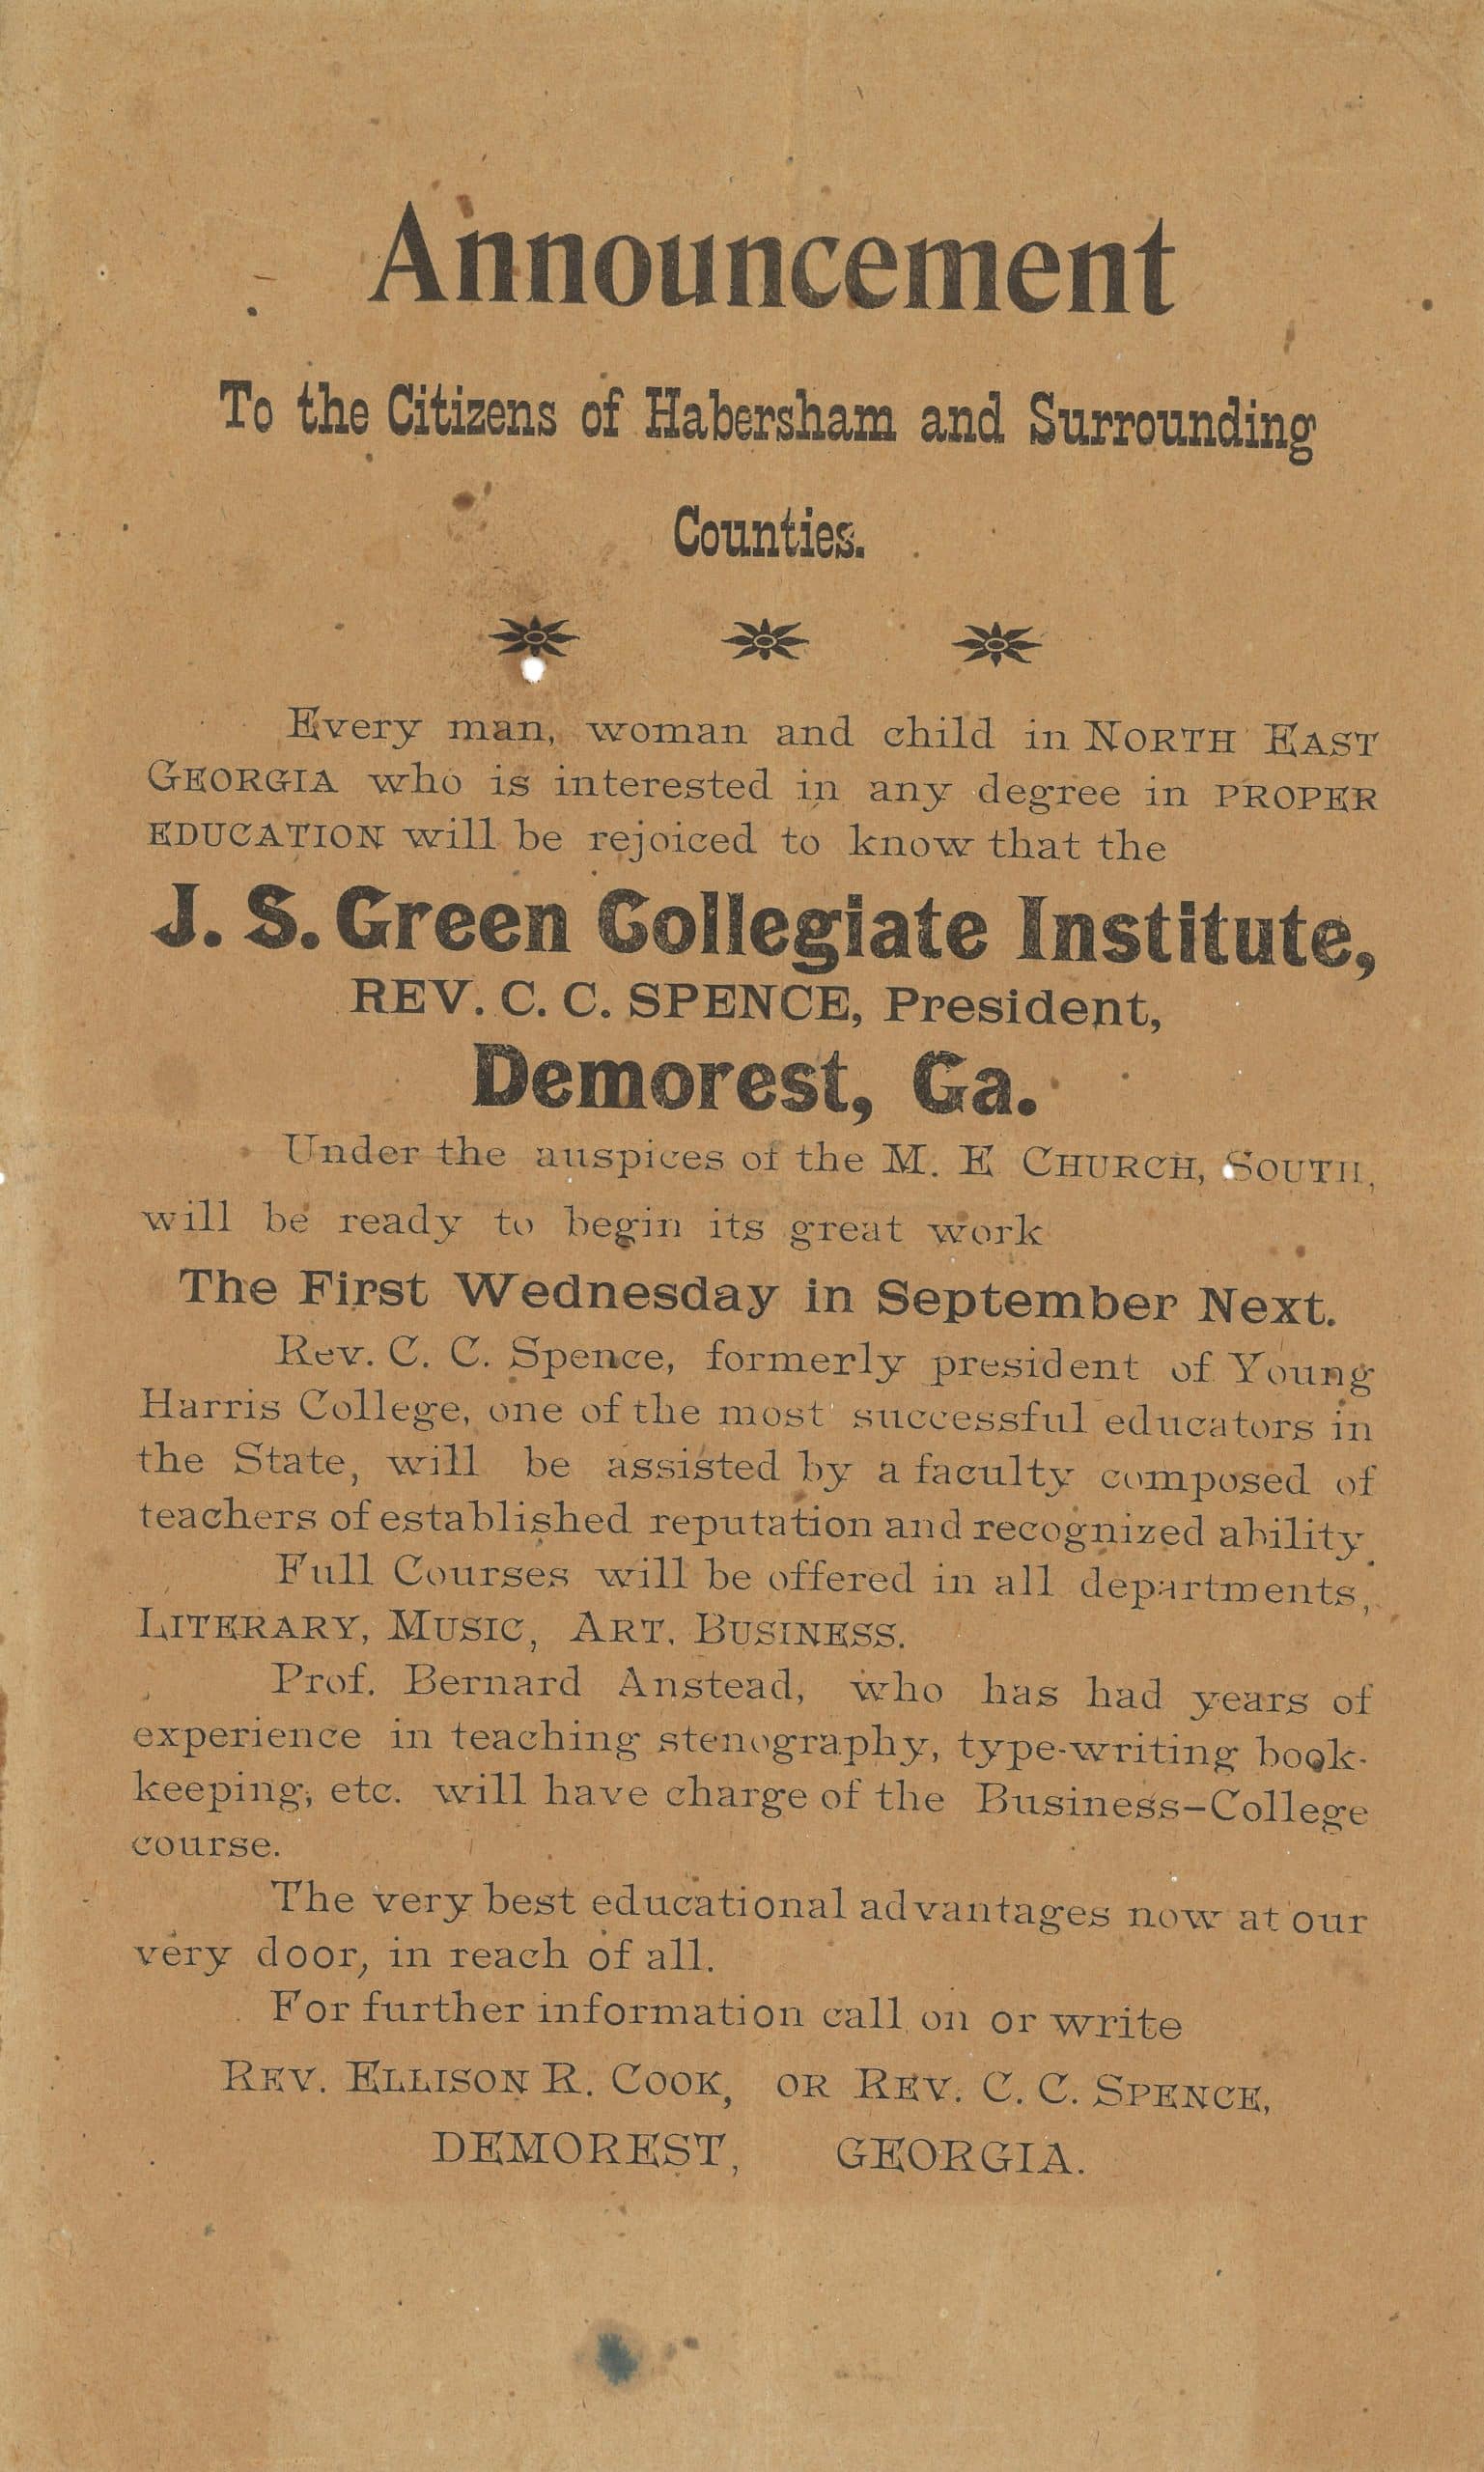 Announcement
To the Citizens of Habersham and Surrounding
Counties.
Every man, woman and child in NORTH EAST
GEORGIA who is interested in any degree in PROPER
EDUCATION will be rejoiced to know that the
J. S. Green Collegiate Institute,
REV. C. C. SPENCE, President,
Demorest, Ga.
Under the auspices of the M. E CHURCH, SOUTH,
will be ready to begin its great work
The First Wednesday in September Next.
Rev. C. C. Spence, formerly president of Young
Harris College, one of the most successful educators in
the State, will be assisted by a faculty composed of
teachers of established reputation and recognized ability.
Full Courses will be offered in all departments,
LITERARY, MUSIC, ART, BUSINESS.
Prof. Bernard Anstead, who has had years of
experience in teaching stenography, type-writing book-
keeping, etc. will have charge of the Business-College
course.
The very best educational advantages now at our
very door, in reach of all.
For further information call on or write
REV. ELLISON R. COOK, OR REV. C. C. SPENCE,
DEMOREST, GEORGIA.